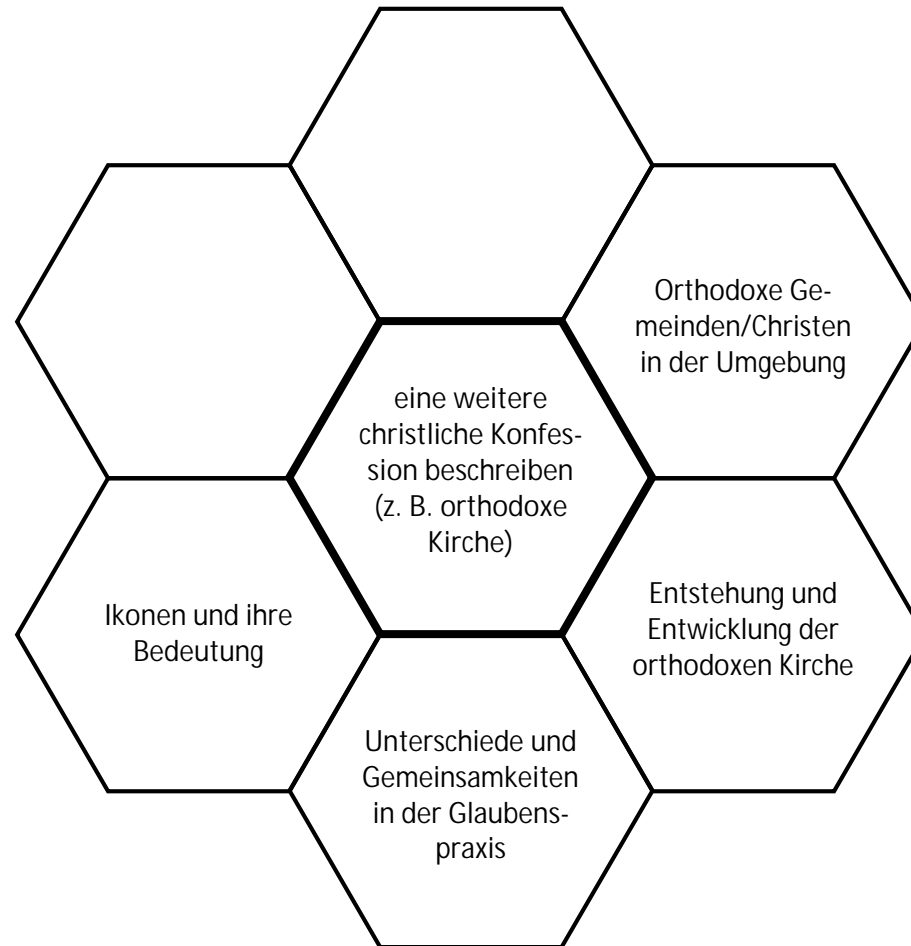 Orthodoxe Ge-
meinden/Christen
in der Umgebung
eine weitere
christliche Konfes-
sion beschreiben
(z. B. orthodoxe
Kirche)
Ikonen und ihre
Bedeutung
Entstehung und
Entwicklung der
orthodoxen Kirche
Unterschiede und
Gemeinsamkeiten
in der Glaubens-
praxis